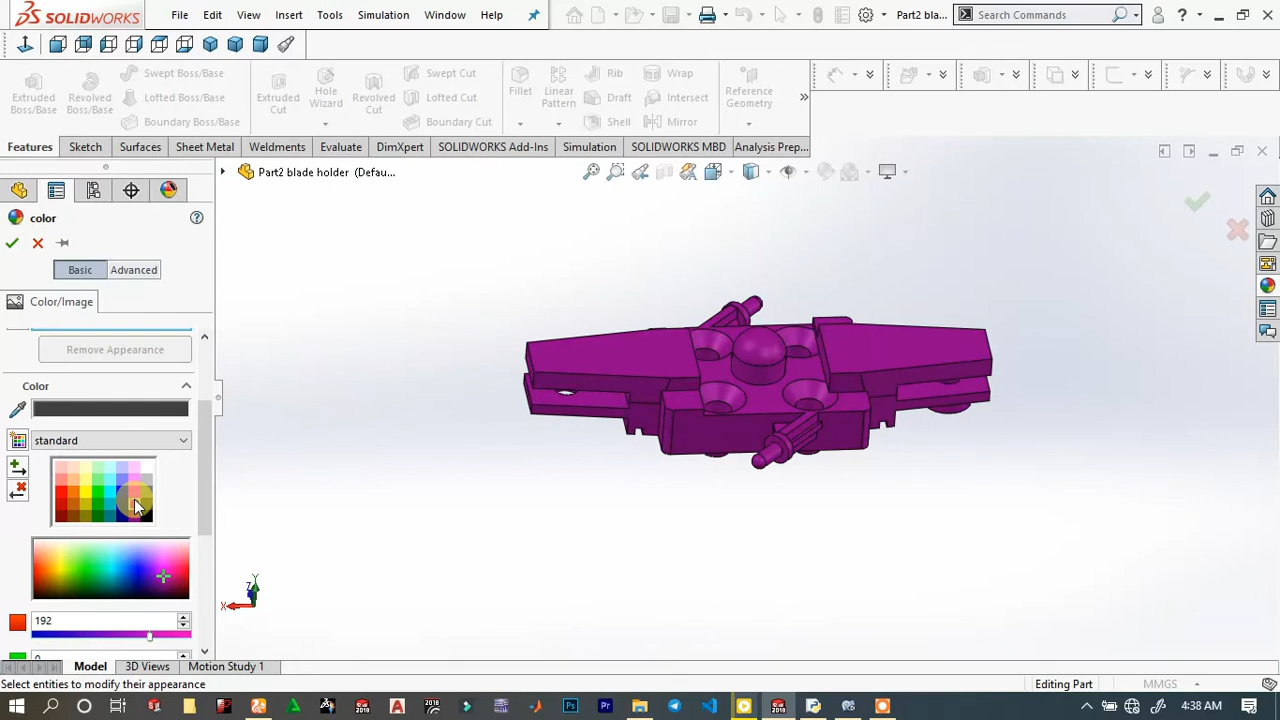 SOLIDWORKS File Edit View Insert Tools Simulation Window Help Part2 bla... Search Commands ?
Extruded Boss/Base
Revolved Boss/Base
Swept Boss/Base
Lofted Boss/Base
Boundary Boss/Base
Extruded Cut
Hole Wizard
Revolved Cut
Swept Cut
Lofted Cut
Boundary Cut
Fillet
Linear Pattern
Rib
Draft
Shell
Wrap
Intersect
Mirror
Reference Geometry
Features Sketch Surfaces Sheet Metal Weldments Evaluate DimXpert SOLIDWORKS Add-Ins Simulation SOLIDWORKS MBD Analysis Prep...
Part2 blade holder (Defau...
color
Basic Advanced
Color/Image
Remove Appearance
Color
standard
192
Y
Z
X
Model 3D Views Motion Study 1
Select entities to modify their appearance Editing Part MMGS
4:38 AM